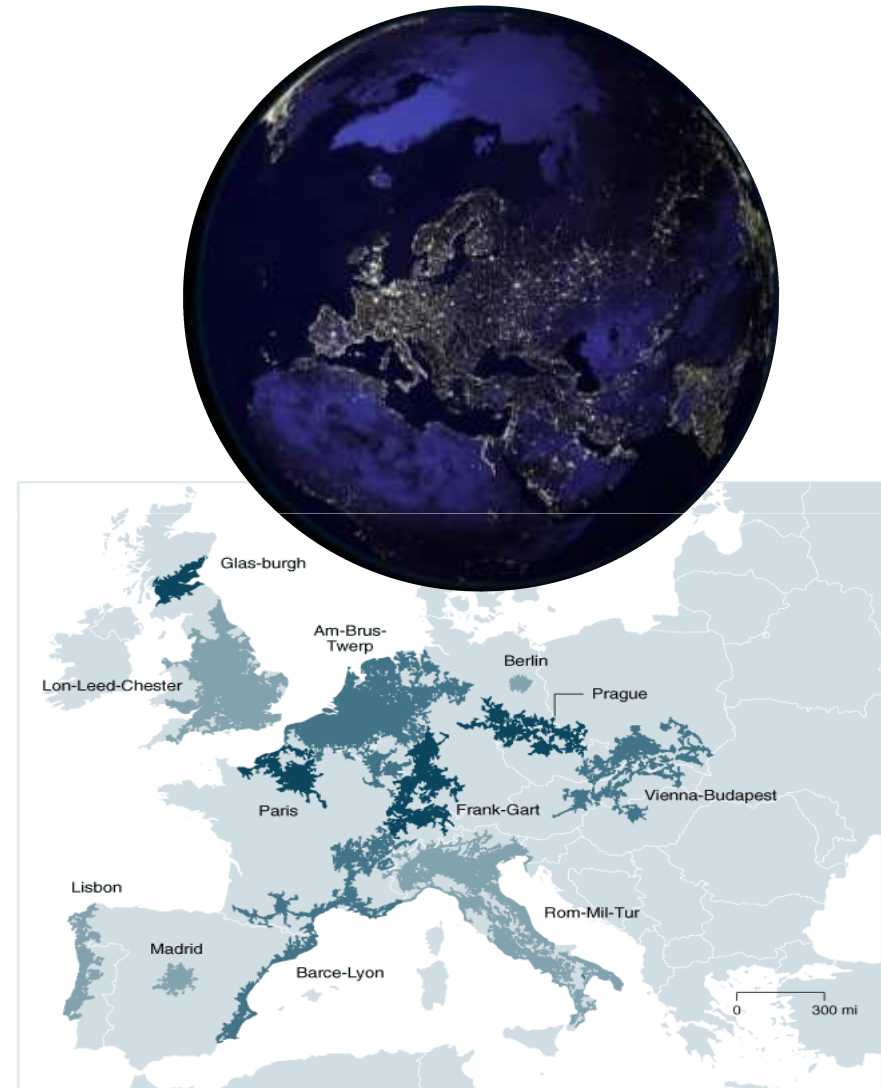 Glas-burgh
Am-Brus-
Twerp
Berlin
Lon-Leed-Chester
Prague
Vienna-Budapest
Paris
Frank-Gart
Lisbon
Rom-Mil-Tur
Madrid
Barce-Lyon
0 300 mi